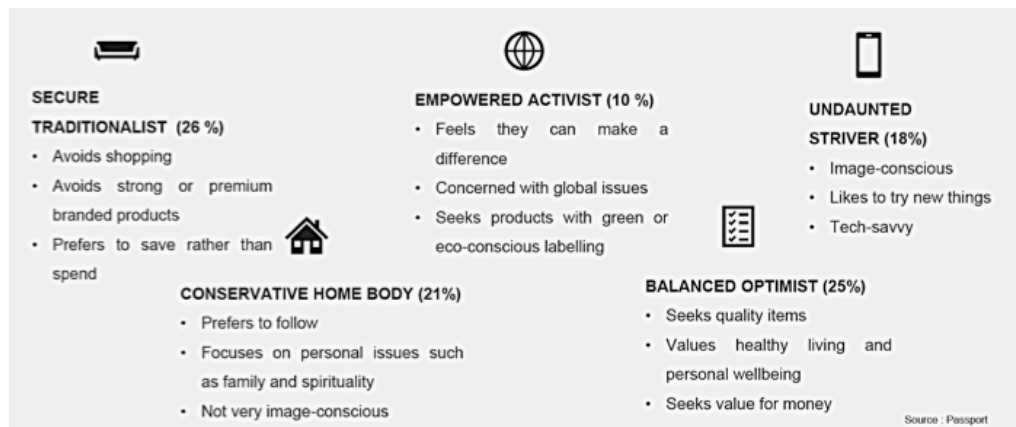 SECURE
TRADITIONALIST (26 %)
• Avoids shopping
• Avoids strong or premium
branded products
• Prefers to save rather than
spend
EMPOWERED ACTIVIST (10 %)
• Feels they can make a
difference
• Concerned with global issues
• Seeks products with green or
eco-conscious labelling
UNDAUNTED
STRIVER (18%)
• Image-conscious
• Likes to try new things
• Tech-savvy
CONSERVATIVE HOME BODY (21%)
• Prefers to follow
• Focuses on personal issues such
as family and spirituality
• Not very image-conscious
BALANCED OPTIMIST (25%)
• Seeks quality items
• Values healthy living and
personal wellbeing
• Seeks value for money
Source : Passport